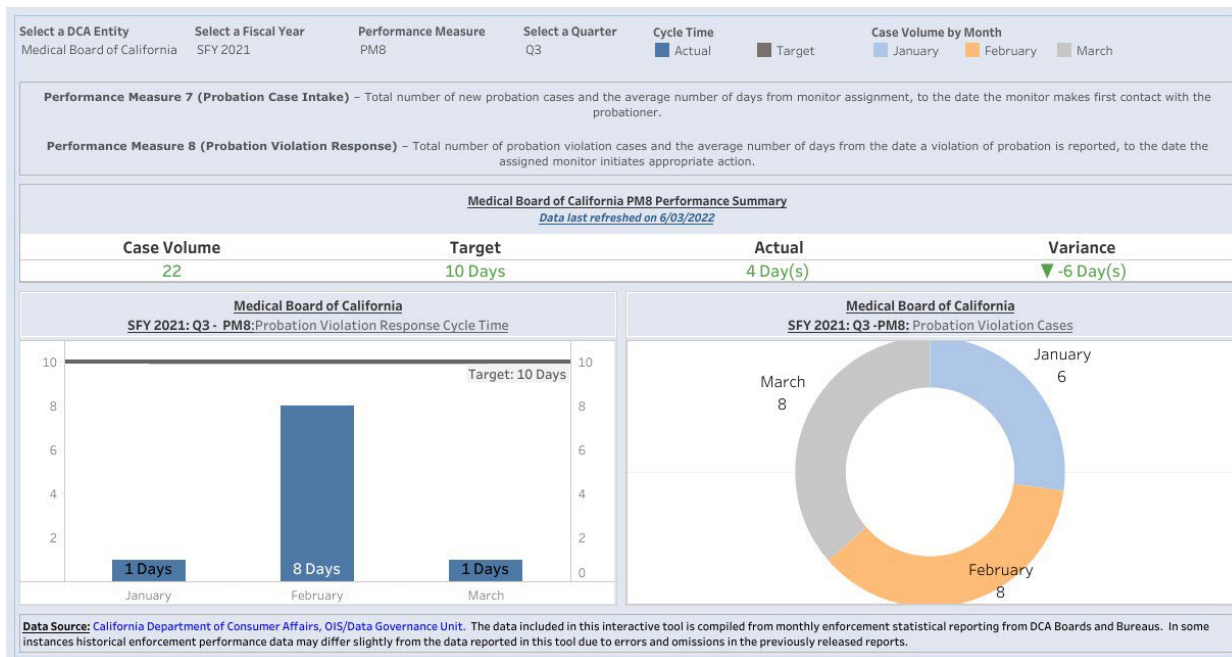 Select a DCA Entity
Select a Fiscal Year
Performance Measure
Select a Quarter
Cycle Time
Case Volume by Month
Medical Board of California
SFY 2021
PM8
Q3
Actual
Target
January
February
March
Performance Measure 7 (Probation Case Intake) – Total number of new probation cases and the average number of days from monitor assignment, to the date the monitor makes first contact with the
probationer.
Performance Measure 8 (Probation Violation Response) – Total number of probation violation cases and the average number of days from the date a violation of probation is reported, to the date the
assigned monitor initiates appropriate action.
Medical Board of California PM8 Performance Summary
Data last refreshed on 6/03/2022
Case Volume
Target
Actual
Variance
22
10 Days
4 Day(s)
▼ -6 Day(s)
Medical Board of California
SFY 2021: Q3 - PM8:Probation Violation Response Cycle Time
10
8
6
4
2
Target: 10 Days
10
8
6
4
2
0
1 Days
8 Days
1 Days
January
February
March
Medical Board of California
SFY 2021: Q3 -PM8: Probation Violation Cases
January
6
March
8
February
8
Data Source: California Department of Consumer Affairs, OIS/Data Governance Unit. The data included in this interactive tool is compiled from monthly enforcement statistical reporting from DCA Boards and Bureaus. In some
instances historical enforcement performance data may differ slightly from the data reported in this tool due to errors and omissions in the previously released reports.